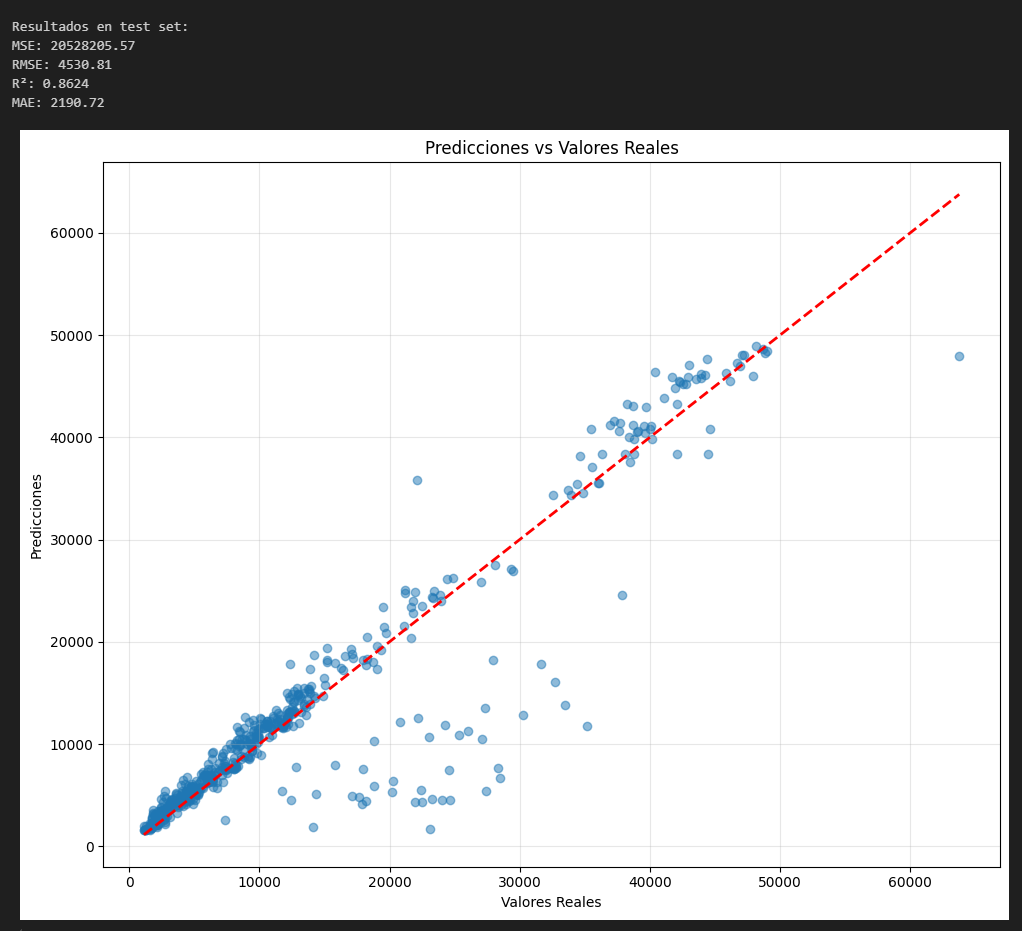 Resultados en test set:
MSE: 20528205.57
RMSE: 4530.81
R²: 0.8624
MAE: 2190.72
Predicciones vs Valores Reales
Predicciones
60000
50000
40000
30000
20000
10000
0
0 10000 20000 30000 40000 50000 60000
Valores Reales